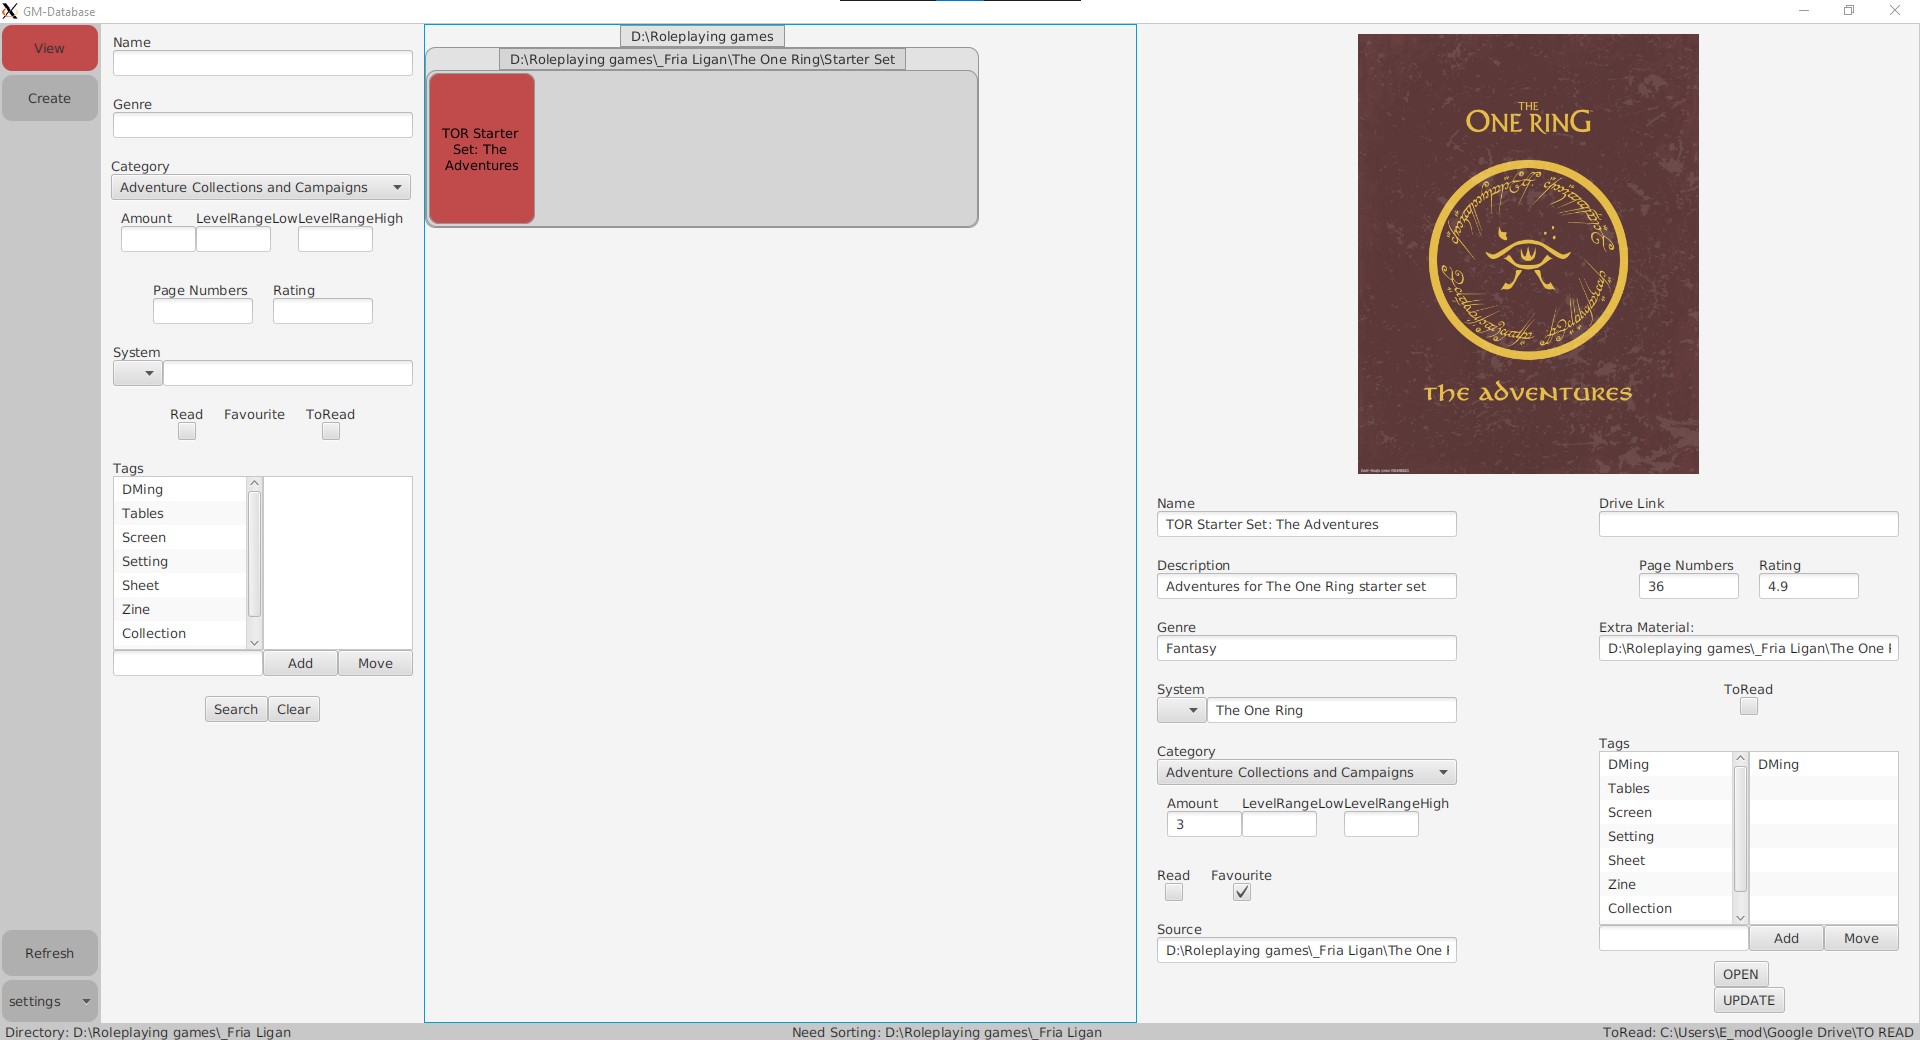 GM-Database
View
Create
Refresh
settings
Name
Genre
Category
Adventure Collections and Campaigns
Amount LevelRangeLow LevelRangeHigh
Page Numbers Rating
System
Read Favourite ToRead
Tags
DMing
Tables
Screen
Setting
Sheet
Zine
Collection
Add Move
Search Clear
D:\Roleplaying games
D:\Roleplaying games\_Fria Ligan\The One Ring\Starter Set
TOR Starter
Set: The
Adventures
THE
ONE RING
THE ADVENTURES
Name
TOR Starter Set: The Adventures
Description
Adventures for The One Ring starter set
Genre
Fantasy
System
The One Ring
Category
Adventure Collections and Campaigns
Amount LevelRangeLow LevelRangeHigh
3
Read Favourite
Source
D:\Roleplaying games\_Fria Ligan\The One
Drive Link
Page Numbers Rating
36 4.9
Extra Material:
D:\Roleplaying games\_Fria Ligan\The One
ToRead
Tags
DMing DMing
Tables
Screen
Setting
Sheet
Zine
Collection
Add Move
OPEN
UPDATE
Directory: D:\Roleplaying games\_Fria Ligan
Need Sorting: D:\Roleplaying games\_Fria Ligan
ToRead: C:\Users\E_mod\Google Drive\TO READ